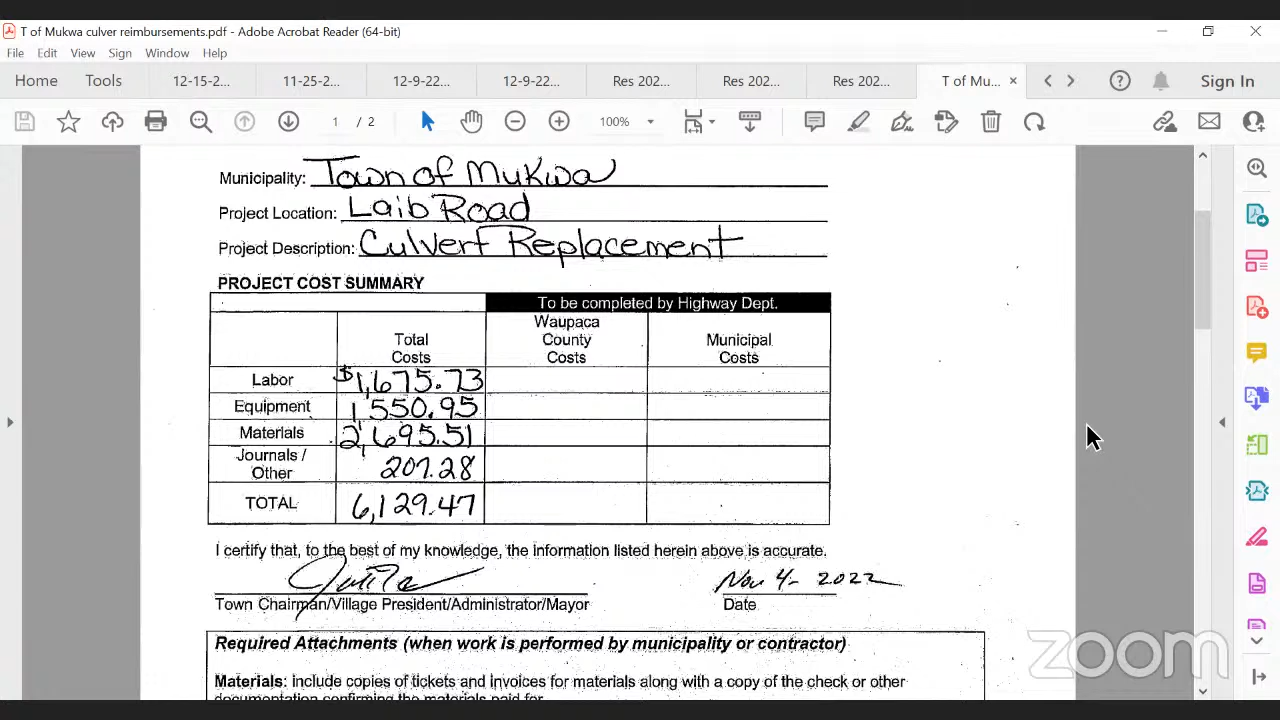 T of Mukwa culver reimbursements.pdf - Adobe Acrobat Reader (64-bit)
File Edit View Sign Window Help
Home Tools 12-15-2... 11-25-2... 12-9-22... 12-9-22... Res 202... Res 202... Res 202... T of Mu... × Sign In
1 / 2 100%
Municipality: Town of Mukwa
Project Location: Laib Road
Project Description: Culvert Replacement
PROJECT COST SUMMARY
To be completed by Highway Dept.
Total Costs
Waupaca County Costs
Municipal Costs
Labor $1,675.73
Equipment 1,550.95
Materials 2,695.51
Journals / Other 207.28
TOTAL 6,129.47
I certify that, to the best of my knowledge, the information listed herein above is accurate.
Nov 4- 2022
Town Chairman/Village President/Administrator/Mayor Date
Required Attachments (when work is performed by municipality or contractor)
Materials: include copies of tickets and invoices for materials along with a copy of the check or other
documentation confirming the materials paid for.
zoom